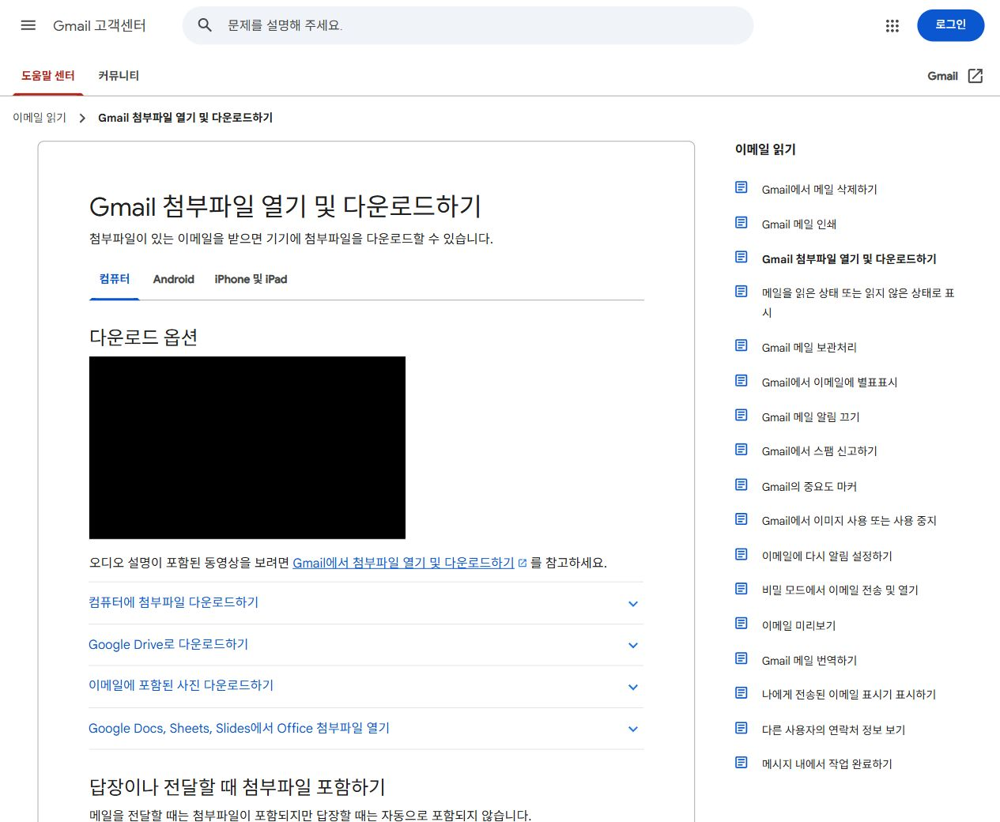 Gmail 고객센터
문제를 설명해 주세요.
로그인
도움말 센터
커뮤니티
Gmail
이메일 읽기
Gmail 첨부파일 열기 및 다운로드하기
Gmail 첨부파일 열기 및 다운로드하기
첨부파일이 있는 이메일을 받으면 기기에 첨부파일을 다운로드할 수 있습니다.
컴퓨터
Android
iPhone 및 iPad
다운로드 옵션
오디오 설명이 포함된 동영상을 보려면 Gmail에서 첨부파일 열기 및 다운로드하기 를 참고하세요.
컴퓨터에 첨부파일 다운로드하기
Google Drive로 다운로드하기
이메일에 포함된 사진 다운로드하기
Google Docs, Sheets, Slides에서 Office 첨부파일 열기
답장이나 전달할 때 첨부파일 포함하기
메일을 전달할 때는 첨부파일이 포함되지만 답장할 때는 자동으로 포함되지 않습니다.
이메일 읽기
Gmail에서 메일 삭제하기
Gmail 메일 인쇄
Gmail 첨부파일 열기 및 다운로드하기
메일을 읽은 상태 또는 읽지 않은 상태로 표
시
Gmail 메일 보관처리
Gmail에서 이메일에 별표표시
Gmail 메일 알림 끄기
Gmail에서 스팸 신고하기
Gmail의 중요도 마커
Gmail에서 이미지 사용 또는 사용 중지
이메일에 다시 알림 설정하기
비밀 모드에서 이메일 전송 및 열기
이메일 미리보기
Gmail 메일 번역하기
나에게 전송된 이메일 표시기 표시하기
다른 사용자의 연락처 정보 보기
메시지 내에서 작업 완료하기